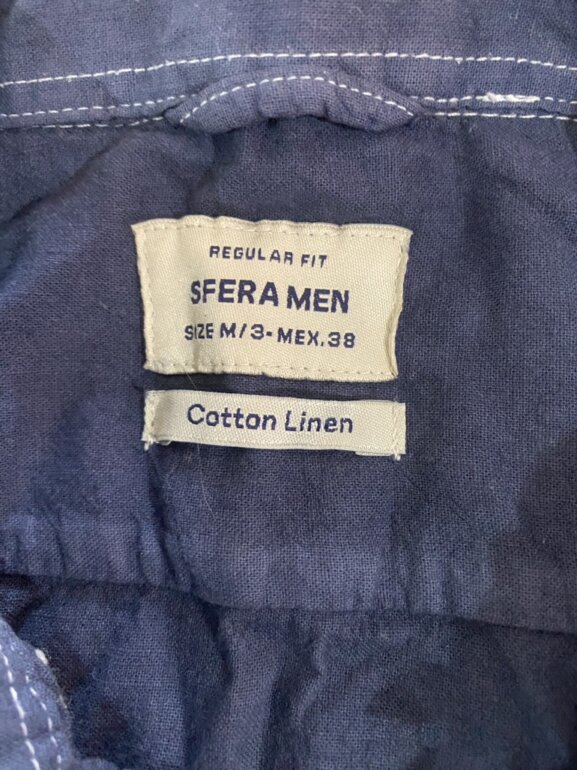 REGULAR FIT
SFERA MEN
SIZE M/3-MEX.38
Cotton Linen